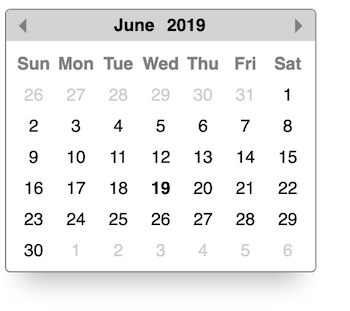 June 2019
Sun Mon Tue Wed Thu Fri Sat
26 27 28 29 30 31 1
2 3 4 5 6 7 8
9 10 11 12 13 14 15
16 17 18 19 20 21 22
23 24 25 26 27 28 29
30 1 2 3 4 5 6